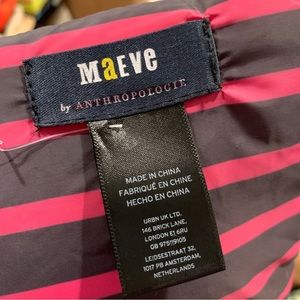 MaEVE
by ANTHROPOLOGIE
MADE IN CHINA
FABRIQUÉ EN CHINE
HECHO EN CHINA
URBN UK LTD.
146 BRICK LANE,
LONDON E1 6RU
GB 975119105
LEIDSESTRAAT 32,
1017 PB AMSTERDAM,
NETHERLANDS